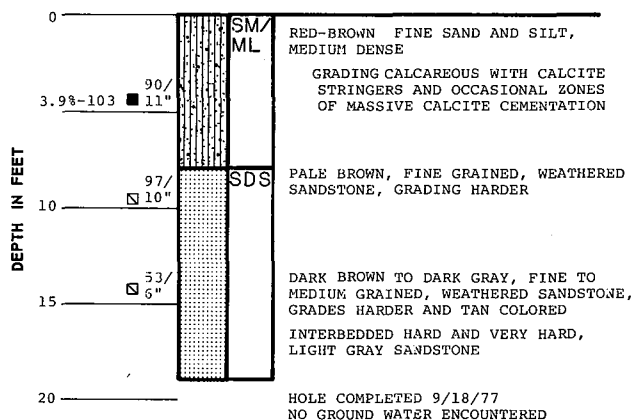 0
SM/
ML
RED-BROWN FINE SAND AND SILT,
MEDIUM DENSE
GRADING CALCAREOUS WITH CALCITE
STRINGERS AND OCCASIONAL ZONES
OF MASSIVE CALCITE CEMENTATION
90/
11"
3.9%-103
DEPTH IN FEET
SDS
PALE BROWN, FINE GRAINED, WEATHERED
SANDSTONE, GRADING HARDER
97/
10"
10
53/
6"
DARK BROWN TO DARK GRAY, FINE TO
MEDIUM GRAINED, WEATHERED SANDSTONE,
GRADES HARDER AND TAN COLORED
15
INTERBEDDED HARD AND VERY HARD,
LIGHT GRAY SANDSTONE
20
HOLE COMPLETED 9/18/77
NO GROUND WATER ENCOUNTERED